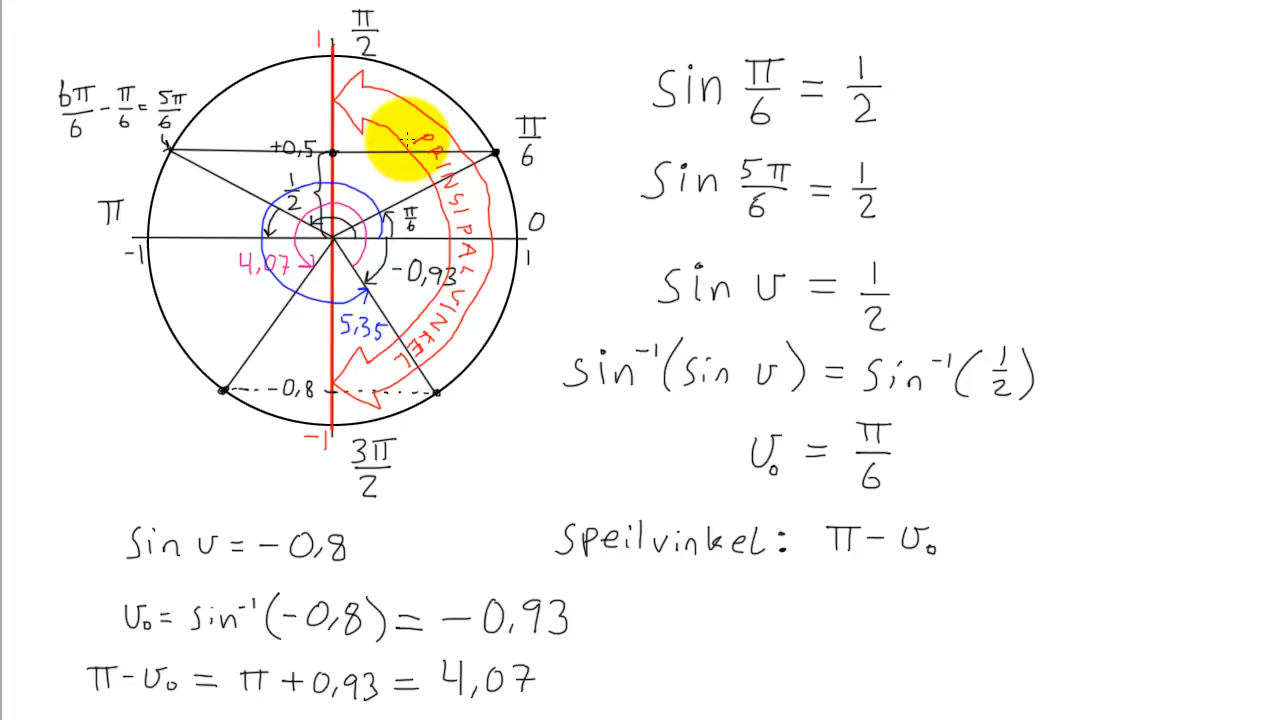 1
π/2
6π/6 - π/6 = 5π/6
+0,5
π/6
1/2
π/6
π
0
-1
1
4,07
-0,93
PRINSIPALVINKEL
5,35
-0,8
-1
3π/2
sin v = -0,8
v₀ = sin⁻¹(-0,8) = -0,93
π - v₀ = π + 0,93 = 4,07
sin π/6 = 1/2
sin 5π/6 = 1/2
sin v = 1/2
sin⁻¹(sin v) = sin⁻¹(1/2)
v₀ = π/6
Speilvinkel: π - v₀